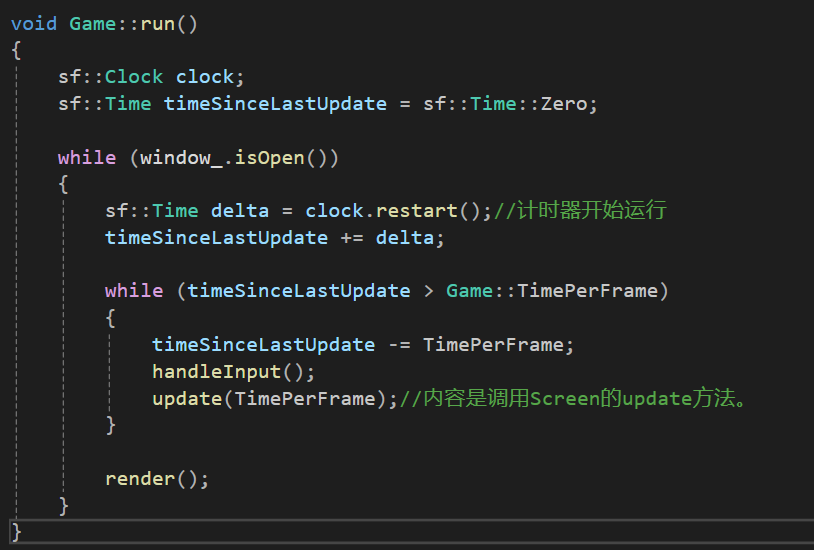 void Game::run()
{
    sf::Clock clock;
    sf::Time timeSinceLastUpdate = sf::Time::Zero;

    while (window_.isOpen())
    {
        sf::Time delta = clock.restart();//计时器开始运行
        timeSinceLastUpdate += delta;

        while (timeSinceLastUpdate > Game::TimePerFrame)
        {
            timeSinceLastUpdate -= TimePerFrame;
            handleInput();
            update(TimePerFrame);//内容是调用Screen的update方法。
        }

        render();
    }
}